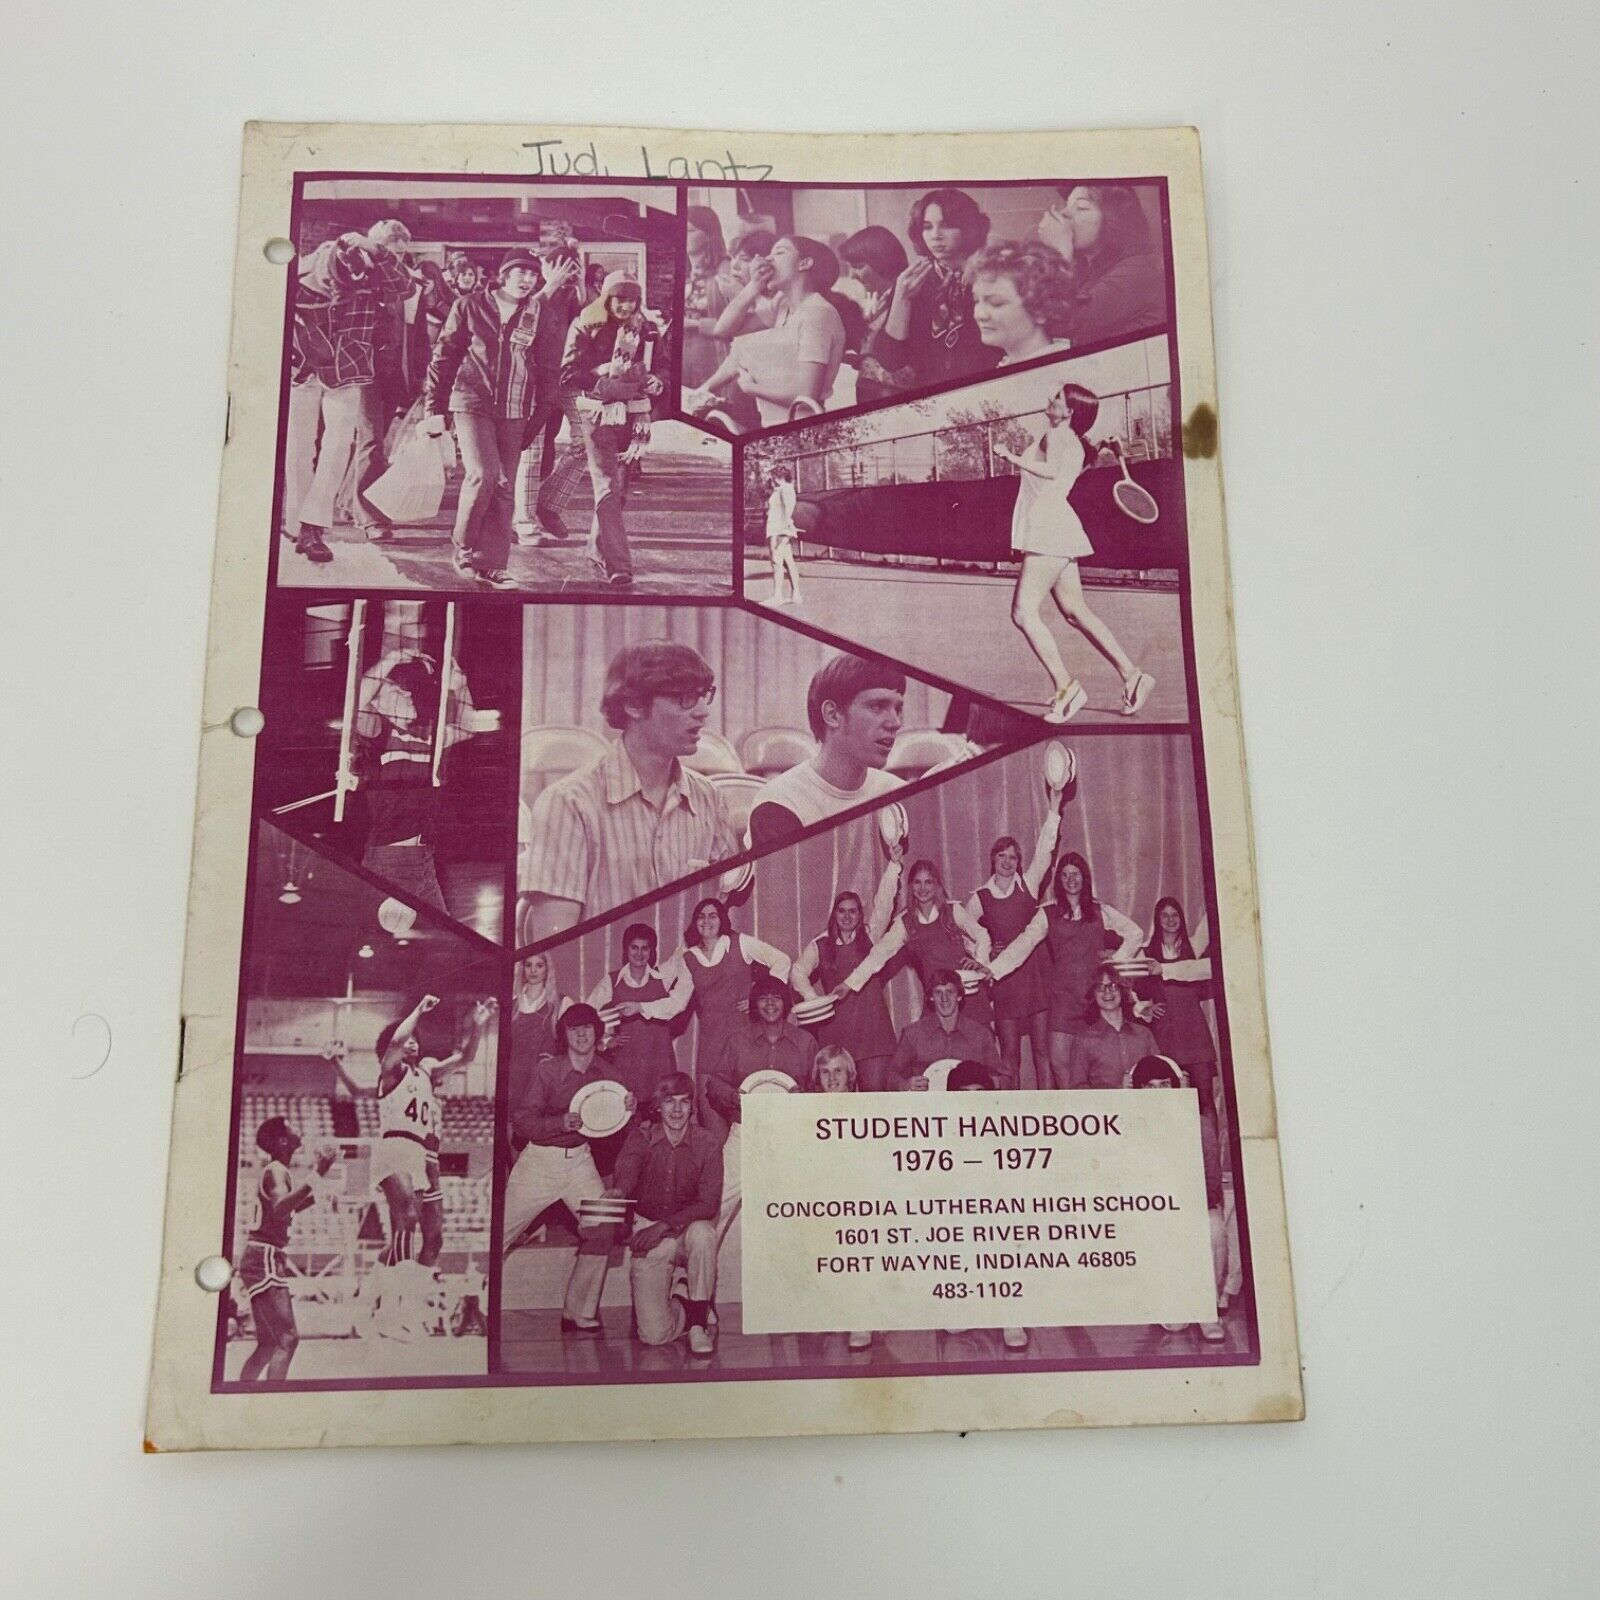 Judi Lantz
40
STUDENT HANDBOOK
1976 – 1977
CONCORDIA LUTHERAN HIGH SCHOOL
1601 ST. JOE RIVER DRIVE
FORT WAYNE, INDIANA 46805
483-1102